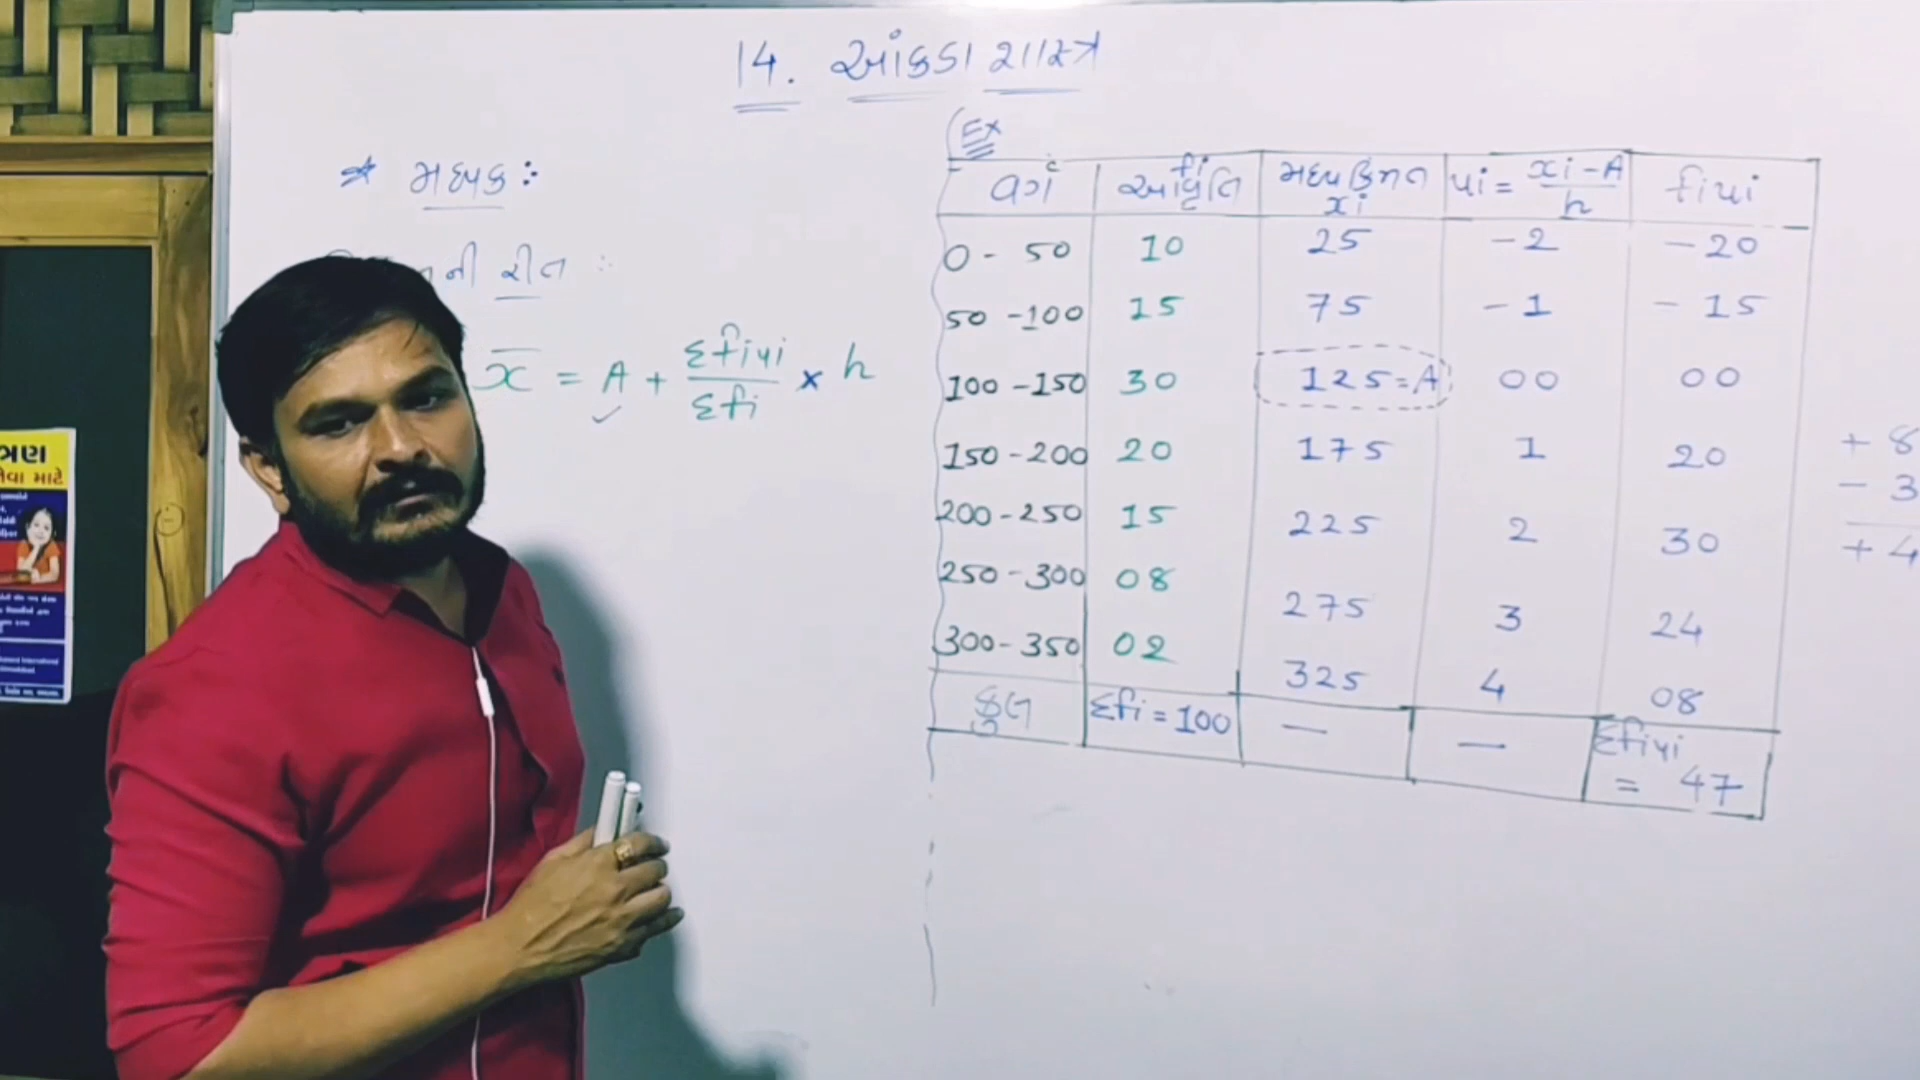 14. આંકડા શાસ્ત્ર
* મધ્યક :
ની રીત :
x̄ = A + Σfiui / Σfi × h
Ex
વર્ગ | આવૃત્તિ fi | મધ્યકિંમત xi | ui = xi - A / h | fiui
0 - 50 | 10 | 25 | -2 | -20
50 - 100 | 15 | 75 | -1 | -15
100 - 150 | 30 | 125 = A | 00 | 00
150 - 200 | 20 | 175 | 1 | 20
200 - 250 | 15 | 225 | 2 | 30
250 - 300 | 08 | 275 | 3 | 24
300 - 350 | 02 | 325 | 4 | 08
કુલ | Σfi = 100 | — | — | Σfiui = 47
+ 8
- 3
+ 4
ત્રણ
માટે